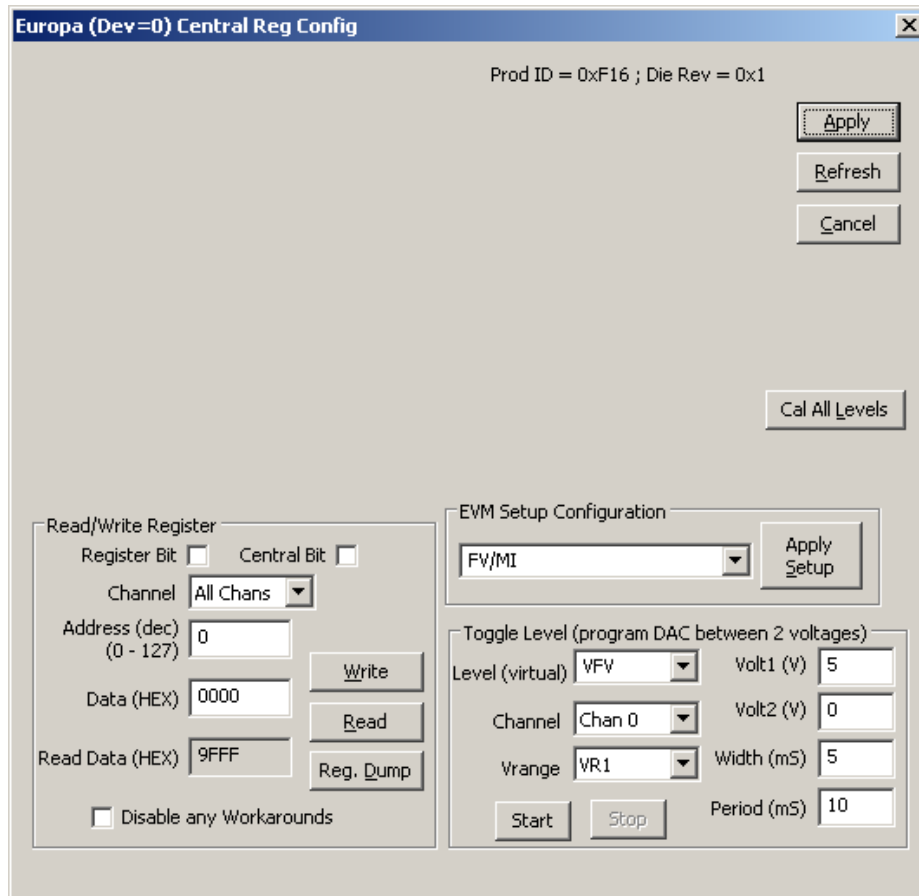 Europa (Dev=0) Central Reg Config
Prod ID = 0xF16 ; Die Rev = 0x1
Apply
Refresh
Cancel
Cal All Levels
Read/Write Register
Register Bit
Central Bit
Channel
All Chans
Address (dec)
(0 - 127)
0
Data (HEX)
0000
Read Data (HEX)
9FFF
Write
Read
Reg. Dump
Disable any Workarounds
EVM Setup Configuration
FV/MI
Apply
Setup
Toggle Level (program DAC between 2 voltages)
Level (virtual)
VFV
Volt1 (V)
5
Channel
Chan 0
Volt2 (V)
0
Vrange
VR1
Width (mS)
5
Start
Stop
Period (mS)
10